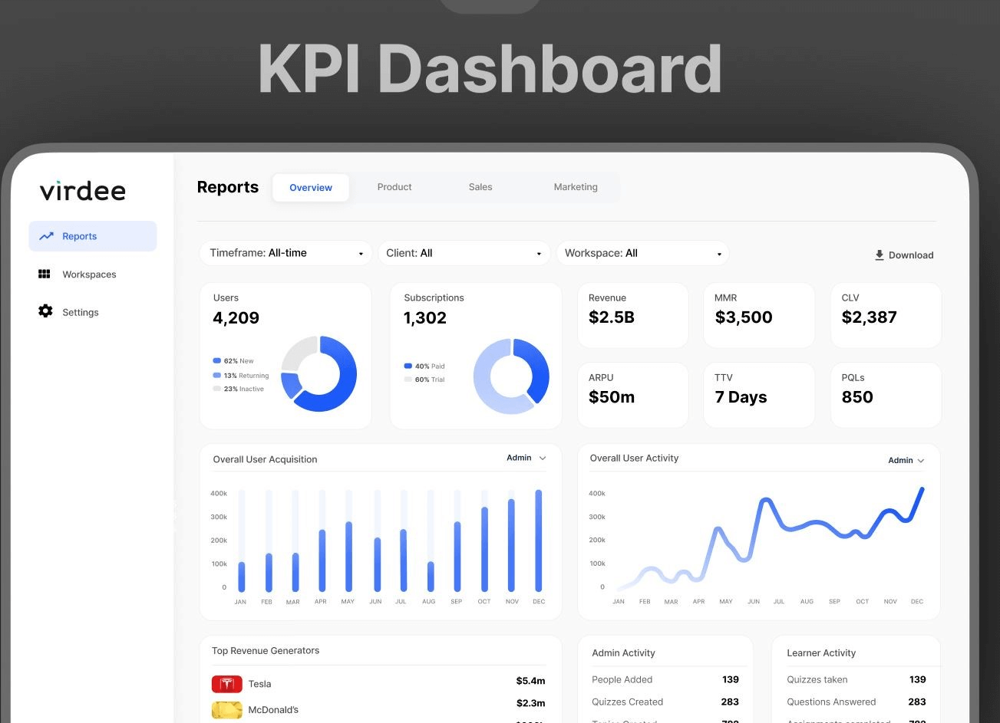 KPI Dashboard
virdee
Reports
Workspaces
Settings
Reports
Overview
Product
Sales
Marketing
Timeframe: All-time
Client: All
Workspace: All
Download
Users
4,209
62% New
13% Returning
23% Inactive
Subscriptions
1,302
40% Paid
60% Trial
Revenue
$2.5B
MMR
$3,500
CLV
$2,387
ARPU
$50m
TTV
7 Days
PQLs
850
Overall User Acquisition
Admin
400k
300k
200k
100k
0
JAN FEB MAR APR MAY JUN JUL AUG SEP OCT NOV DEC
Overall User Activity
Admin
400k
300k
200k
100k
0
JAN FEB MAR APR MAY JUN JUL AUG SEP OCT NOV DEC
Top Revenue Generators
Tesla $5.4m
McDonald's $2.3m
Admin Activity
People Added 139
Quizzes Created 283
Learner Activity
Quizzes taken 139
Questions Answered 283